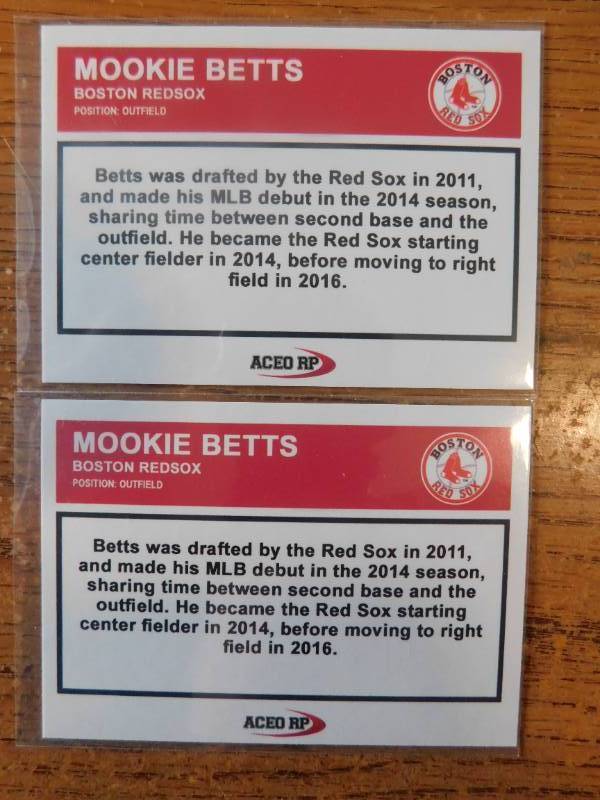 MOOKIE BETTS
BOSTON REDSOX
POSITION: OUTFIELD
BOSTON
RED SOX
Betts was drafted by the Red Sox in 2011,
and made his MLB debut in the 2014 season,
sharing time between second base and the
outfield. He became the Red Sox starting
center fielder in 2014, before moving to right
field in 2016.
ACEO RP
MOOKIE BETTS
BOSTON REDSOX
POSITION: OUTFIELD
BOSTON
RED SOX
Betts was drafted by the Red Sox in 2011,
and made his MLB debut in the 2014 season,
sharing time between second base and the
outfield. He became the Red Sox starting
center fielder in 2014, before moving to right
field in 2016.
ACEO RP